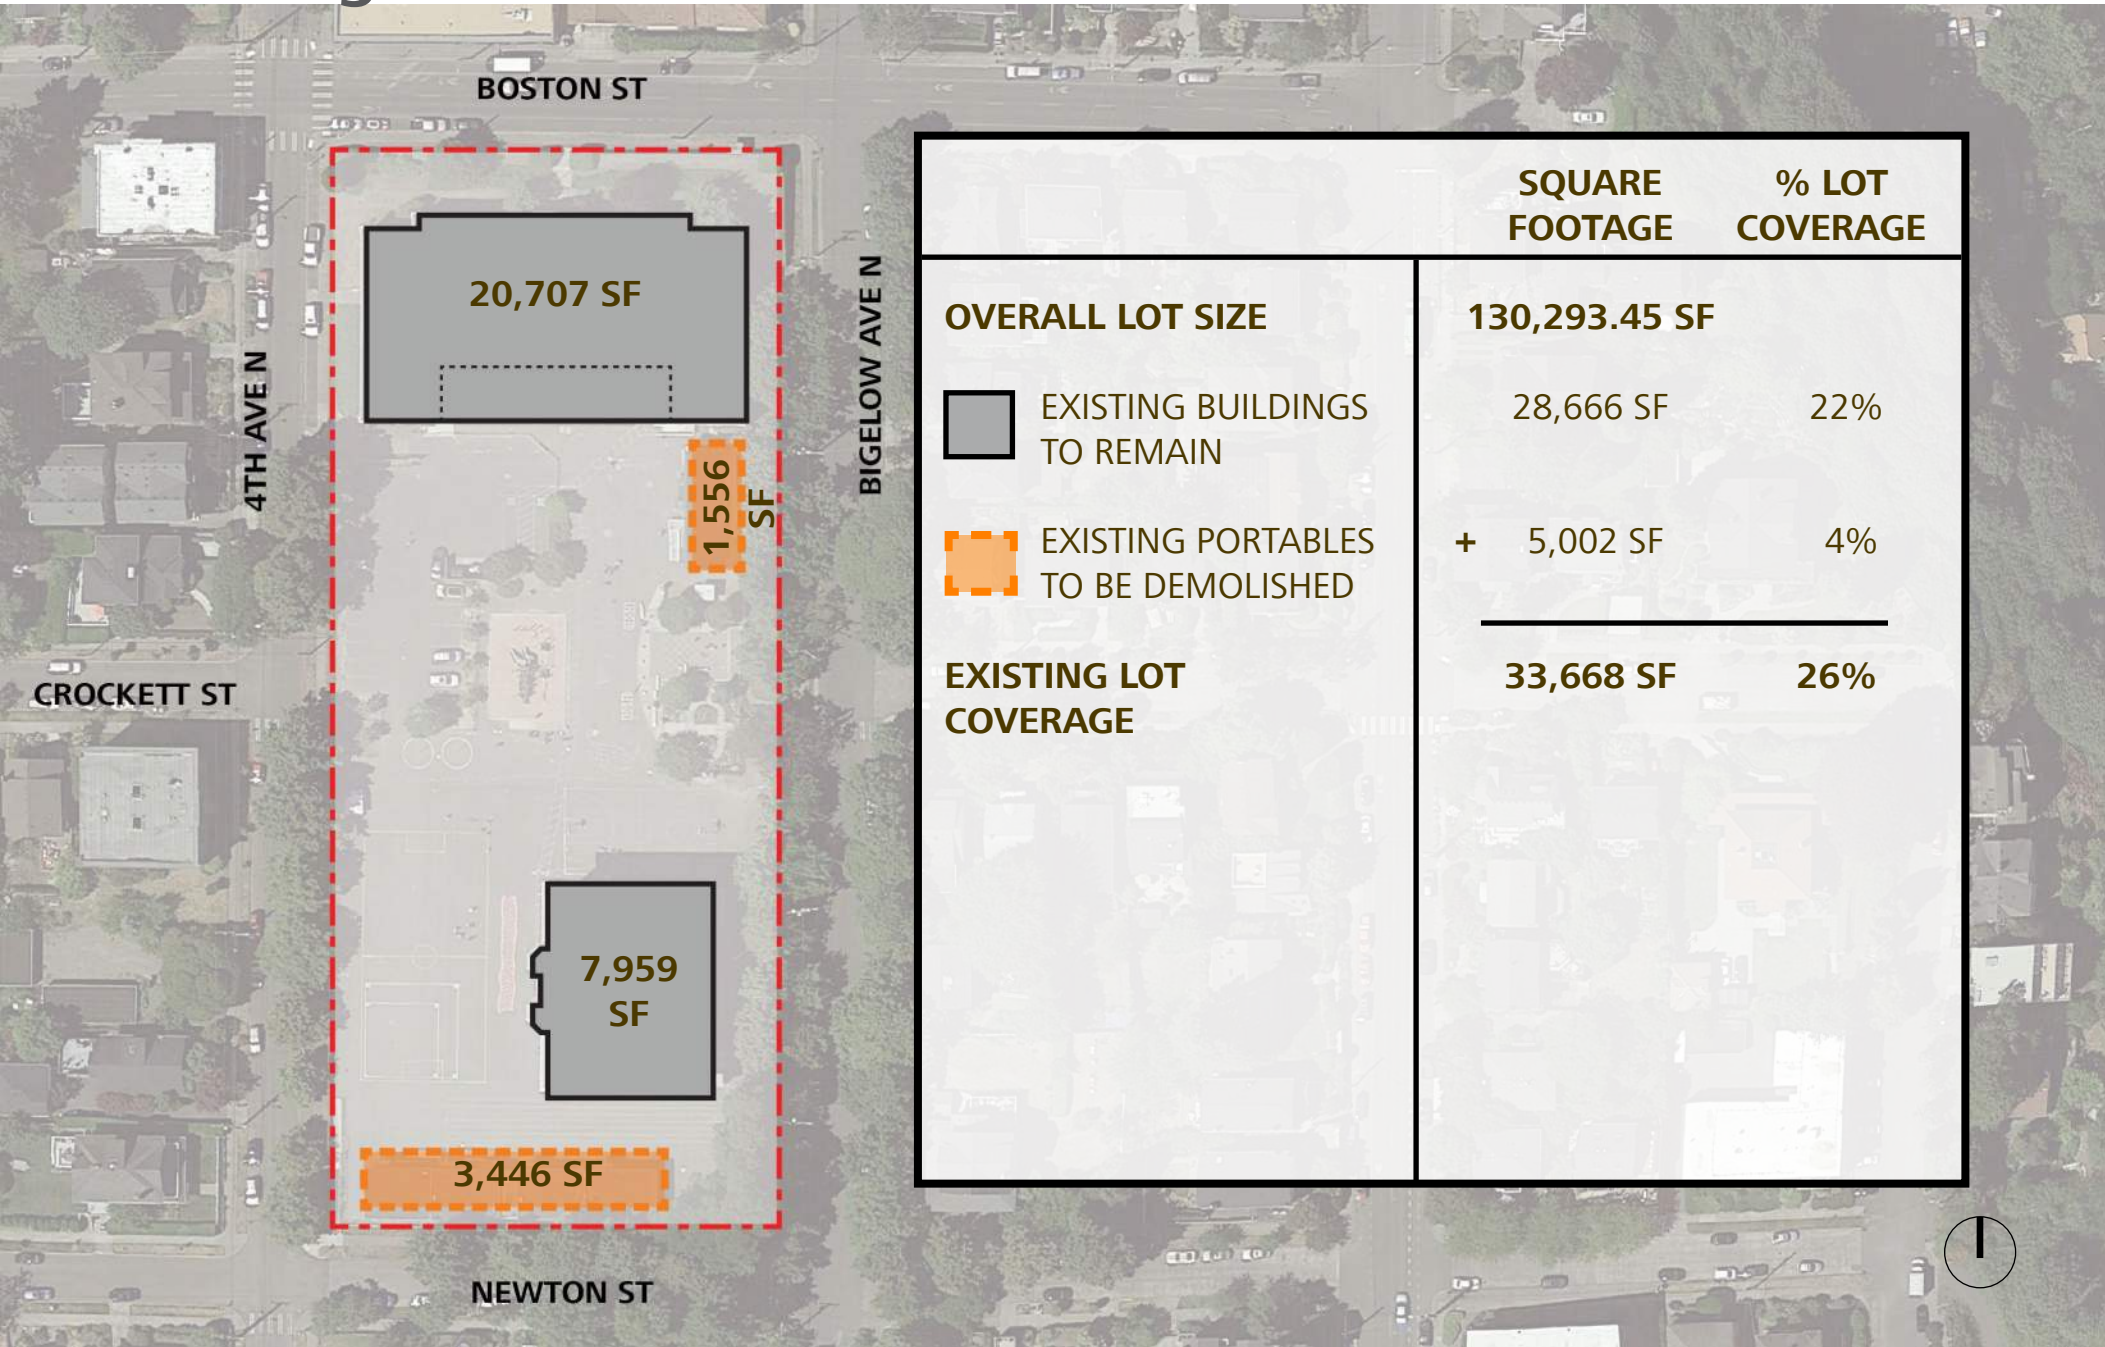 BOSTON ST
4TH AVE N
BIGELOW AVE N
CROCKETT ST
NEWTON ST
20,707 SF
1,556
SF
7,959
SF
3,446 SF
SQUARE
FOOTAGE
% LOT
COVERAGE
OVERALL LOT SIZE
130,293.45 SF
EXISTING BUILDINGS
TO REMAIN
28,666 SF
22%
EXISTING PORTABLES
TO BE DEMOLISHED
+ 5,002 SF
4%
EXISTING LOT
COVERAGE
33,668 SF
26%